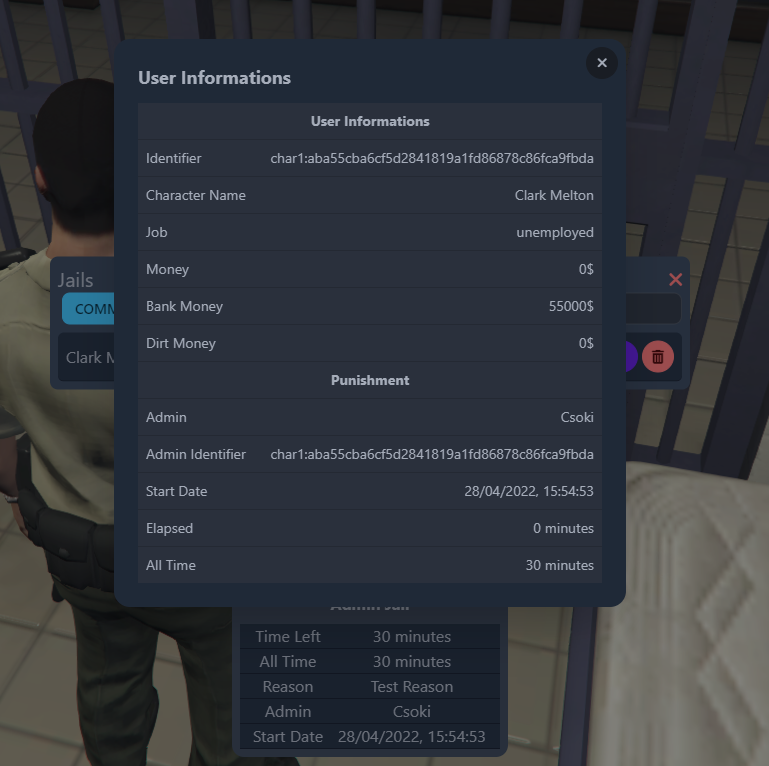 User Informations
User Informations
Identifier char1:aba55cba6cf5d2841819a1fd86878c86fca9fbda
Character Name Clark Melton
Job unemployed
Money 0$
Bank Money 55000$
Dirt Money 0$
Punishment
Admin Csoki
Admin Identifier char1:aba55cba6cf5d2841819a1fd86878c86fca9fbda
Start Date 28/04/2022, 15:54:53
Elapsed 0 minutes
All Time 30 minutes
Jails
COMM
Clark M
Admin Jail
Time Left 30 minutes
All Time 30 minutes
Reason Test Reason
Admin Csoki
Start Date 28/04/2022, 15:54:53